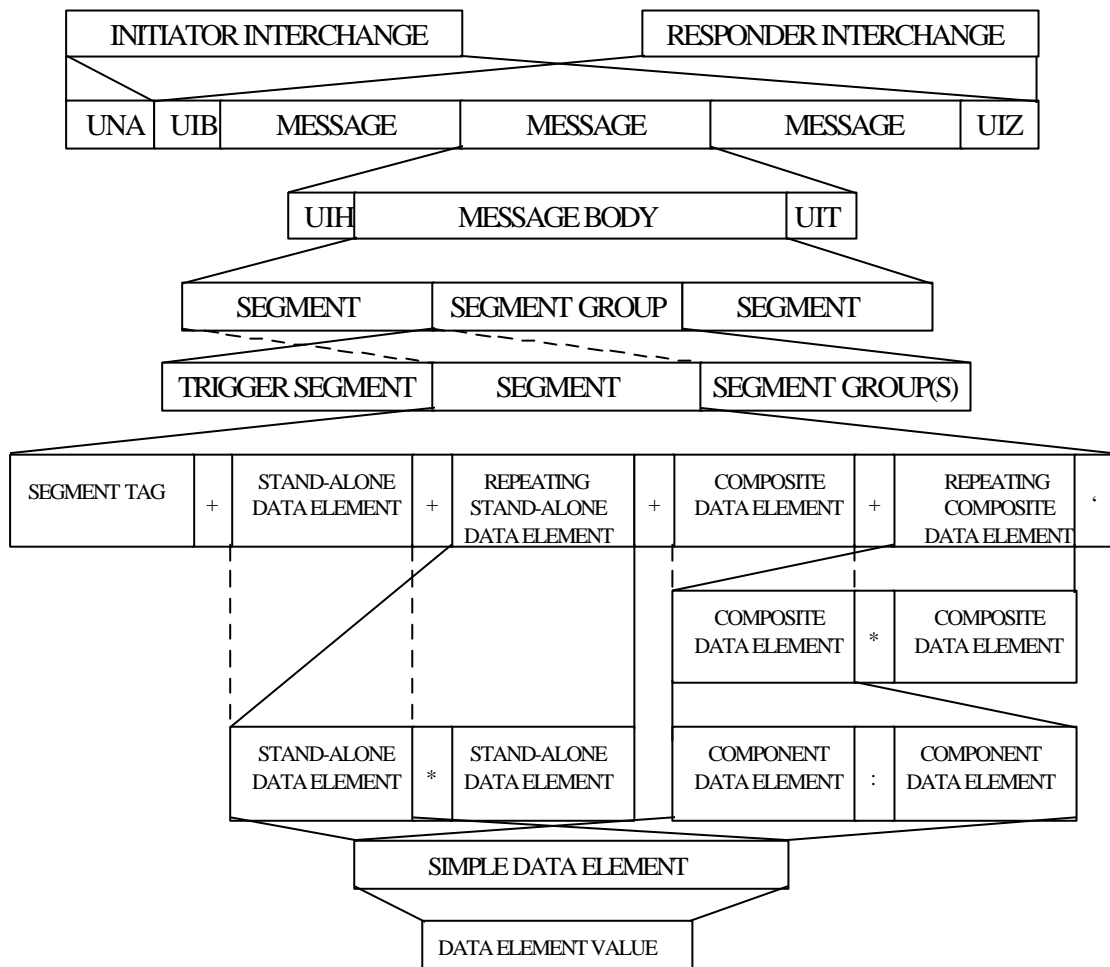 INITIATOR INTERCHANGE RESPONDER INTERCHANGE
UNA UIB MESSAGE MESSAGE MESSAGE UIZ
UIH MESSAGE BODY UIT
SEGMENT SEGMENT GROUP SEGMENT
TRIGGER SEGMENT SEGMENT SEGMENT GROUP(S)
SEGMENT TAG
+
STAND-ALONE
DATA ELEMENT
+
REPEATING
STAND-ALONE
DATA ELEMENT
+
COMPOSITE
DATA ELEMENT
+
REPEATING
COMPOSITE
DATA ELEMENT
‘
COMPOSITE
DATA ELEMENT
*
COMPOSITE
DATA ELEMENT
STAND-ALONE
DATA ELEMENT
*
STAND-ALONE
DATA ELEMENT
COMPONENT
DATA ELEMENT
:
COMPONENT
DATA ELEMENT
SIMPLE DATA ELEMENT
DATA ELEMENT VALUE